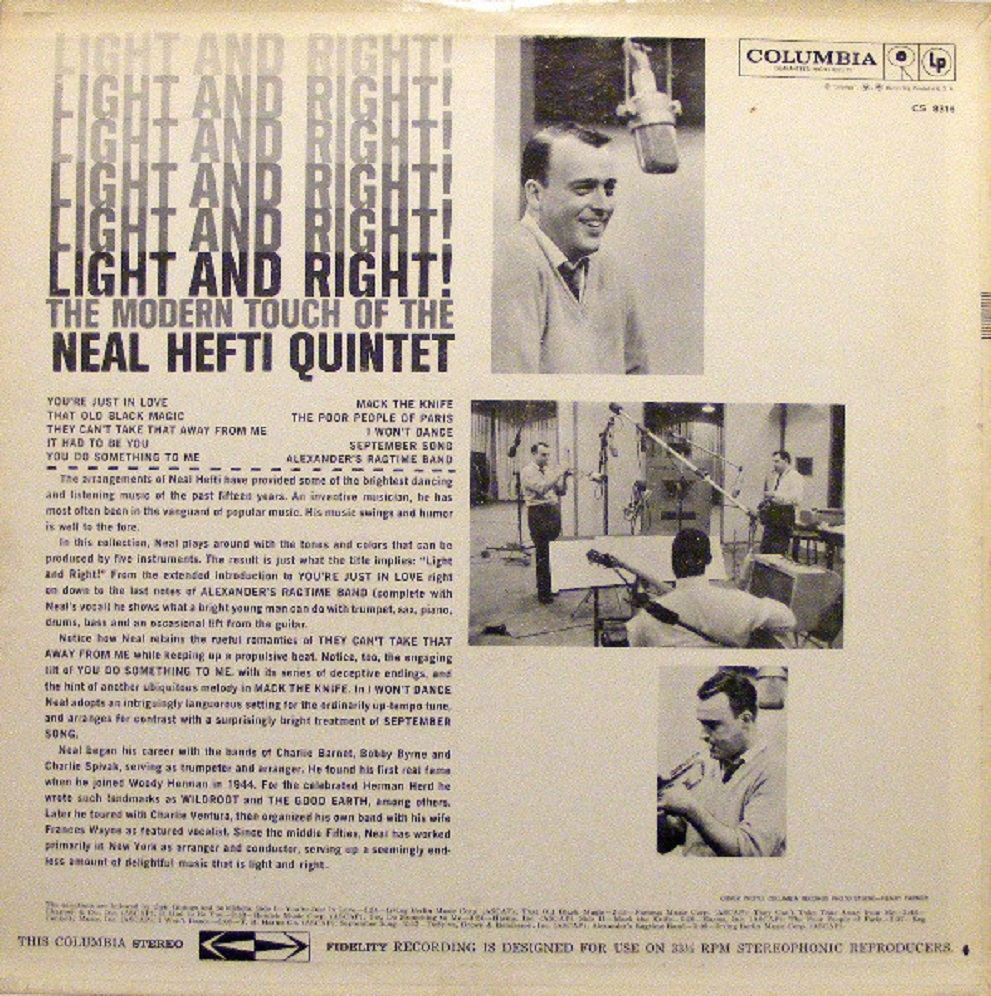 LIGHT AND RIGHT!
LIGHT AND RIGHT!
LIGHT AND RIGHT!
LIGHT AND RIGHT!
LIGHT AND RIGHT!
LIGHT AND RIGHT!
THE MODERN TOUCH OF THE
NEAL HEFTI QUINTET
COLUMBIA
Lp
CS 8316
YOU'RE JUST IN LOVE
THAT OLD BLACK MAGIC
THEY CAN'T TAKE THAT AWAY FROM ME
IT HAD TO BE YOU
YOU DO SOMETHING TO ME
MACK THE KNIFE
THE POOR PEOPLE OF PARIS
I WON'T DANCE
SEPTEMBER SONG
ALEXANDER'S RAGTIME BAND
The arrangements of Neal Hefti have provided some of the brightest dancing
and listening music of the past fifteen years. An inventive musician, he has
most often been in the vanguard of popular music. His music swings and humor
is well to the fore.
In this collection, Neal plays around with the tones and colors that can be
produced by five instruments. The result is just what the title implies: "Light
and Right!" From the extended introduction to YOU'RE JUST IN LOVE right
on down to the last notes of ALEXANDER'S RAGTIME BAND (complete with
Neal's vocal) he shows what a bright young man can do with trumpet, sax, piano,
drums, bass and an occasional lift from the guitar.
Notice how Neal retains the rueful romantics of THEY CAN'T TAKE THAT
AWAY FROM ME while keeping up a propulsive beat. Notice, too, the engaging
lilt of YOU DO SOMETHING TO ME, with its series of deceptive endings, and
the hint of another ubiquitous melody in MACK THE KNIFE. In I WON'T DANCE
Neal adopts an intriguingly languorous setting for the ordinarily up-tempo tune,
and arranges for contrast with a surprisingly bright treatment of SEPTEMBER
SONG.
Neal began his career with the bands of Charlie Barnet, Bobby Byrne and
Charlie Spivak, serving as trumpeter and arranger. He found his first real fame
when he joined Woody Herman in 1944. For the celebrated Herman Herd he
wrote such landmarks as WILDROOT and THE GOOD EARTH, among others.
Later he toured with Charlie Ventura, then organized his own band with his wife
Frances Wayne as featured vocalist. Since the middle Fifties, Neal has worked
primarily in New York as arranger and conductor, serving up a seemingly end-
less amount of delightful music that is light and right.
THIS COLUMBIA STEREO FIDELITY RECORDING IS DESIGNED FOR USE ON 33⅓ RPM STEREOPHONIC REPRODUCERS.